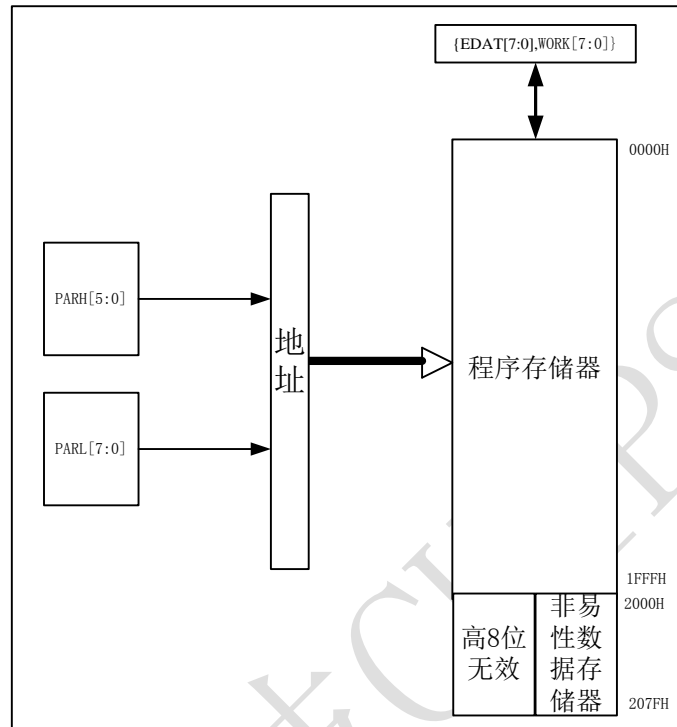 {EDAT[7:0],WORK[7:0]}
0000H
PARH[5:0]
地
址
程序存储器
PARL[7:0]
1FFFH
2000H
高8位
无效
非易
性数
据存
储器
207FH